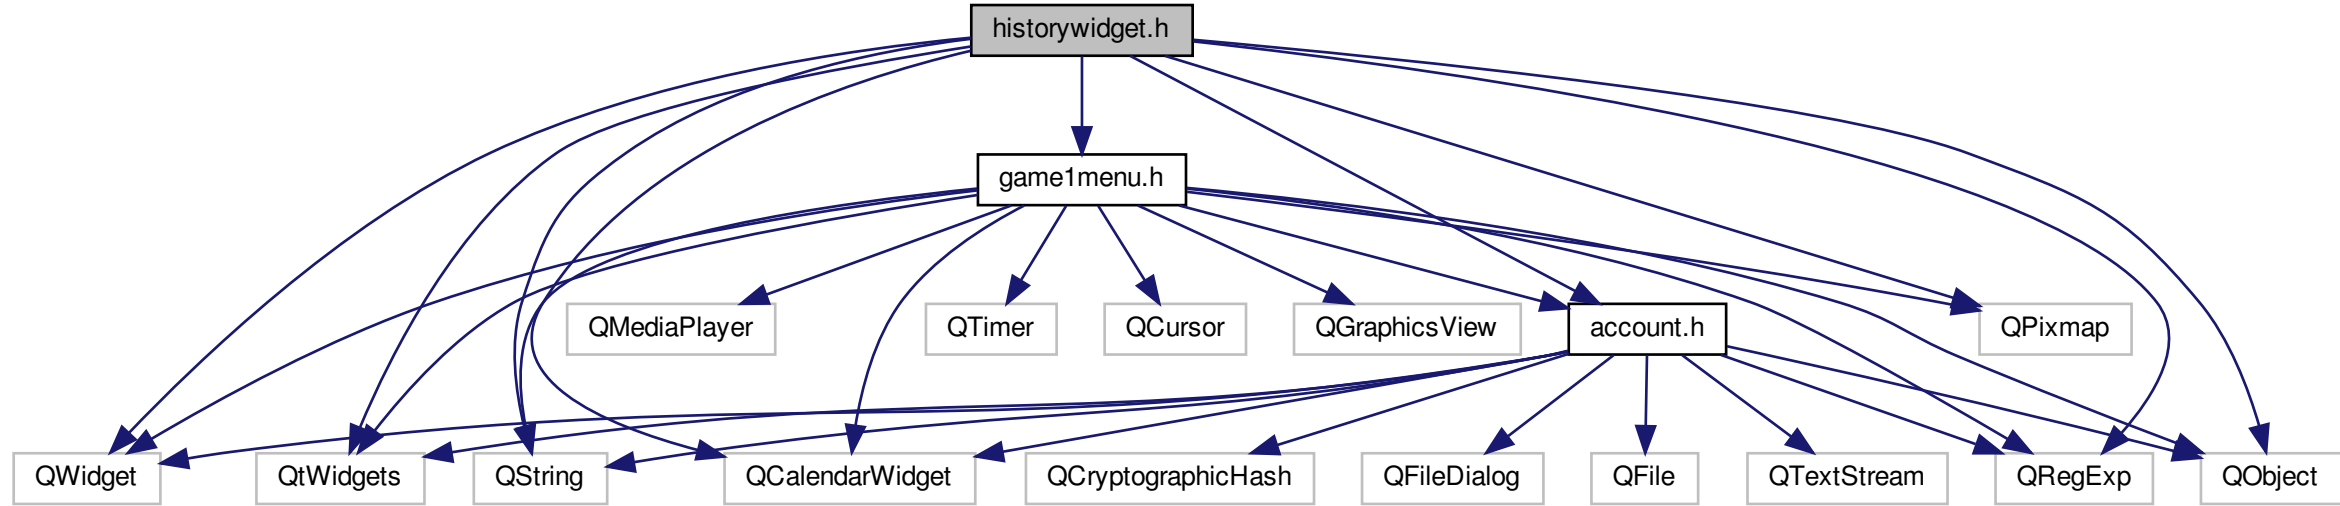 historywidget.h
game1menu.h
QMediaPlayer
QTimer
QCursor
QGraphicsView
account.h
QPixmap
QWidget
QtWidgets
QString
QCalendarWidget
QCryptographicHash
QFileDialog
QFile
QTextStream
QRegExp
QObject